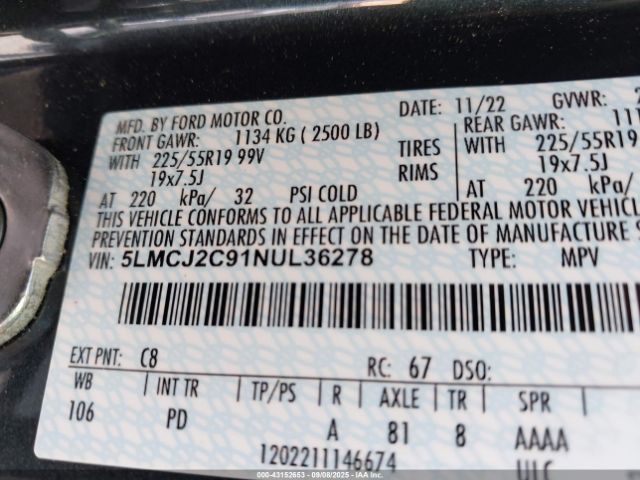 MFD. BY FORD MOTOR CO. DATE: 11/22 GVWR:
FRONT GAWR: 1134 KG ( 2500 LB) REAR GAWR:
WITH 225/55R19 99V TIRES WITH 225/55R19
19x7.5J RIMS 19x7.5J
AT 220 kPa/ 32 PSI COLD AT 220 kPa/
THIS VEHICLE CONFORMS TO ALL APPLICABLE FEDERAL MOTOR VEHICLE
PREVENTION STANDARDS IN EFFECT ON THE DATE OF MANUFACTURE
VIN: 5LMCJ2C91NUL36278 TYPE: MPV
EXT PNT: C8 RC: 67 DSO:
WB INT TR TP/PS R AXLE TR SPR
106 PD A 81 8 AAAA
1202211146674
© 43152653 09/08/2025 IAAI